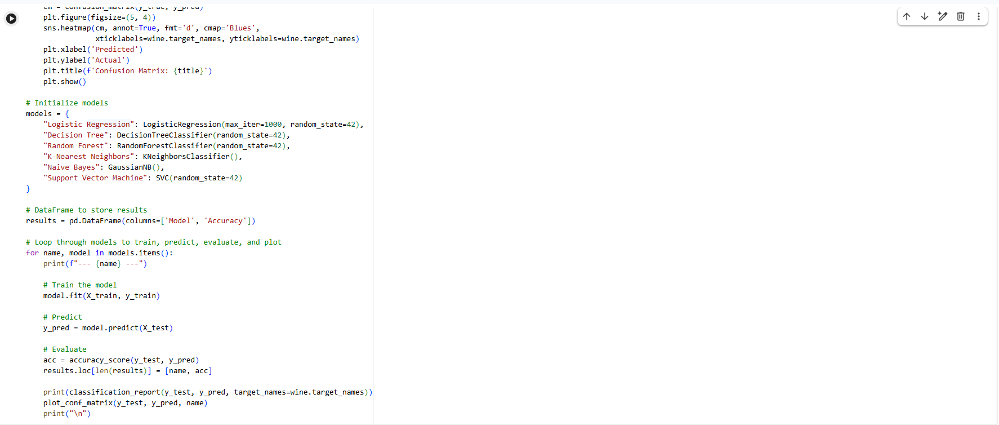 cm = confusion_matrix(y_true, y_pred)
plt.figure(figsize=(5, 4))
sns.heatmap(cm, annot=True, fmt='d', cmap='Blues',
            xticklabels=wine.target_names, yticklabels=wine.target_names)
plt.xlabel('Predicted')
plt.ylabel('Actual')
plt.title(f'Confusion Matrix: {title}')
plt.show()
# Initialize models
models = {
    "Logistic Regression": LogisticRegression(max_iter=1000, random_state=42),
    "Decision Tree": DecisionTreeClassifier(random_state=42),
    "Random Forest": RandomForestClassifier(random_state=42),
    "K-Nearest Neighbors": KNeighborsClassifier(),
    "Naive Bayes": GaussianNB(),
    "Support Vector Machine": SVC(random_state=42)
}
# DataFrame to store results
results = pd.DataFrame(columns=['Model', 'Accuracy'])
# Loop through models to train, predict, evaluate, and plot
for name, model in models.items():
    print(f"--- {name} ---")
    # Train the model
    model.fit(X_train, y_train)
    # Predict
    y_pred = model.predict(X_test)
    # Evaluate
    acc = accuracy_score(y_test, y_pred)
    results.loc[len(results)] = [name, acc]
    print(classification_report(y_test, y_pred, target_names=wine.target_names))
    plot_conf_matrix(y_test, y_pred, name)
    print("\n")